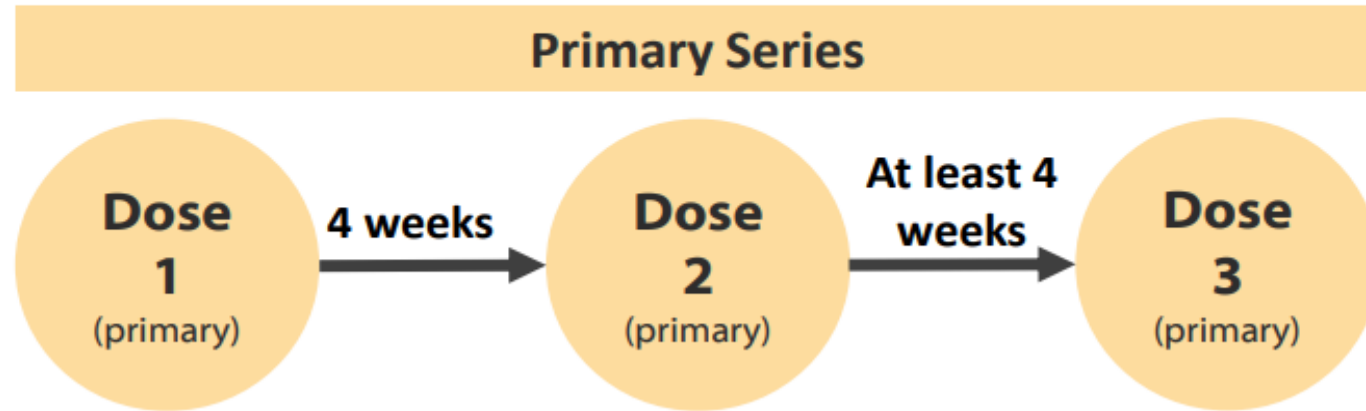 Primary Series
Dose
1
(primary)
4 weeks
Dose
2
(primary)
At least 4
weeks
Dose
3
(primary)